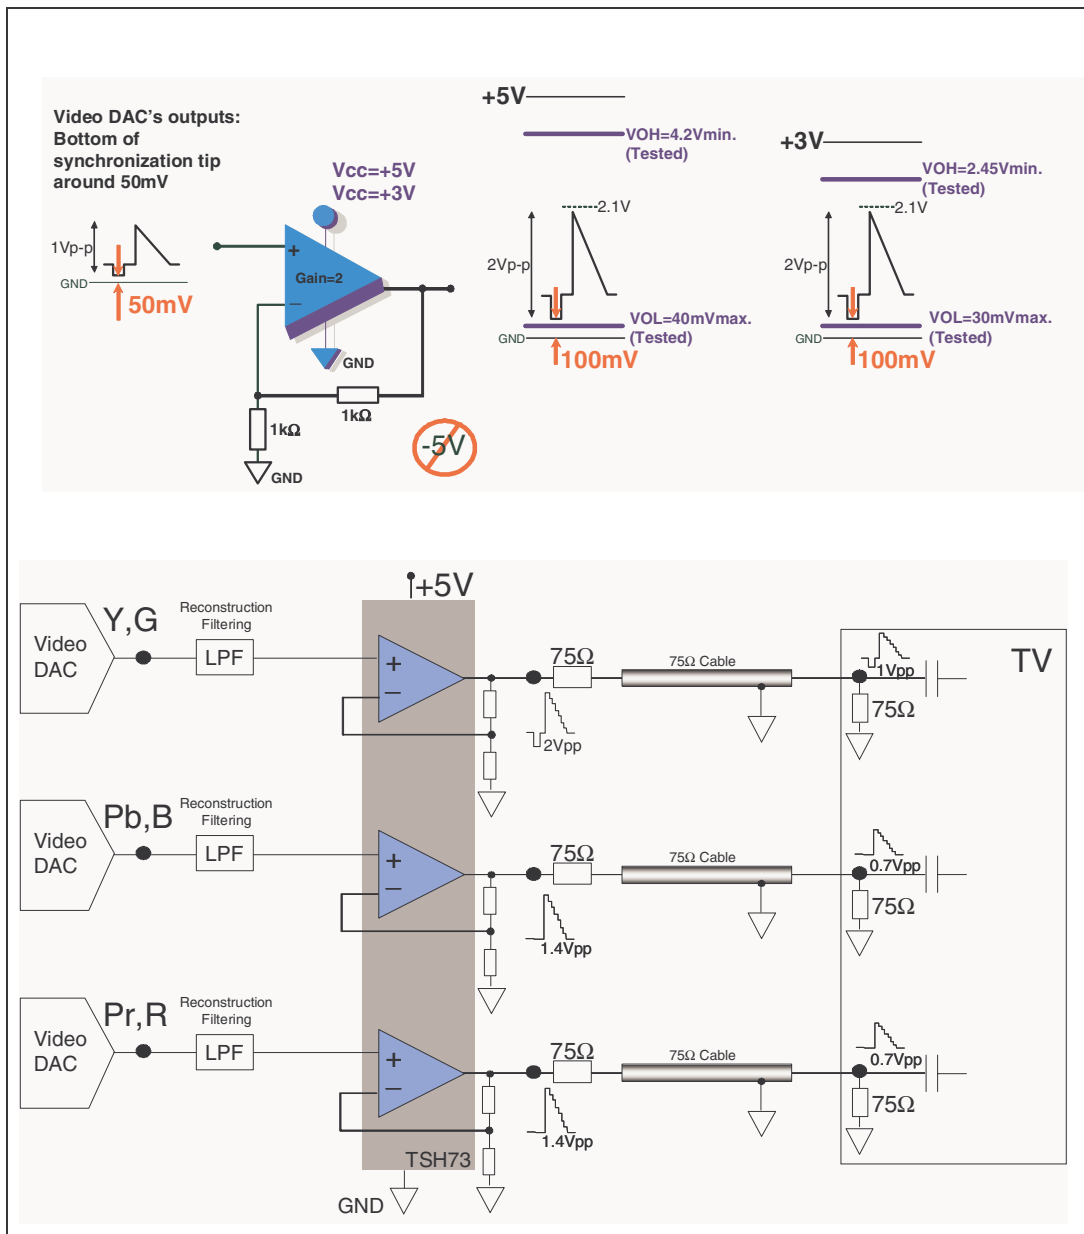 Video DAC's outputs:
Bottom of
synchronization tip
around 50mV
1Vp-p
GND
50mV
Vcc=+5V
Vcc=+3V
+
Gain=2
−
GND
1kΩ
1kΩ
GND
-5V
+5V
VOH=4.2Vmin.
(Tested)
2.1V
2Vp-p
VOL=40mVmax.
(Tested)
GND
100mV
+3V
VOH=2.45Vmin.
(Tested)
2.1V
2Vp-p
VOL=30mVmax.
(Tested)
GND
100mV
+5V
Video
DAC
Y,G
Reconstruction
Filtering
LPF
+
−
2Vpp
75Ω
75Ω Cable
1Vpp
75Ω
TV
Video
DAC
Pb,B
Reconstruction
Filtering
LPF
+
−
1.4Vpp
75Ω
75Ω Cable
0.7Vpp
75Ω
Video
DAC
Pr,R
Reconstruction
Filtering
LPF
+
−
1.4Vpp
75Ω
75Ω Cable
0.7Vpp
75Ω
TSH73
GND